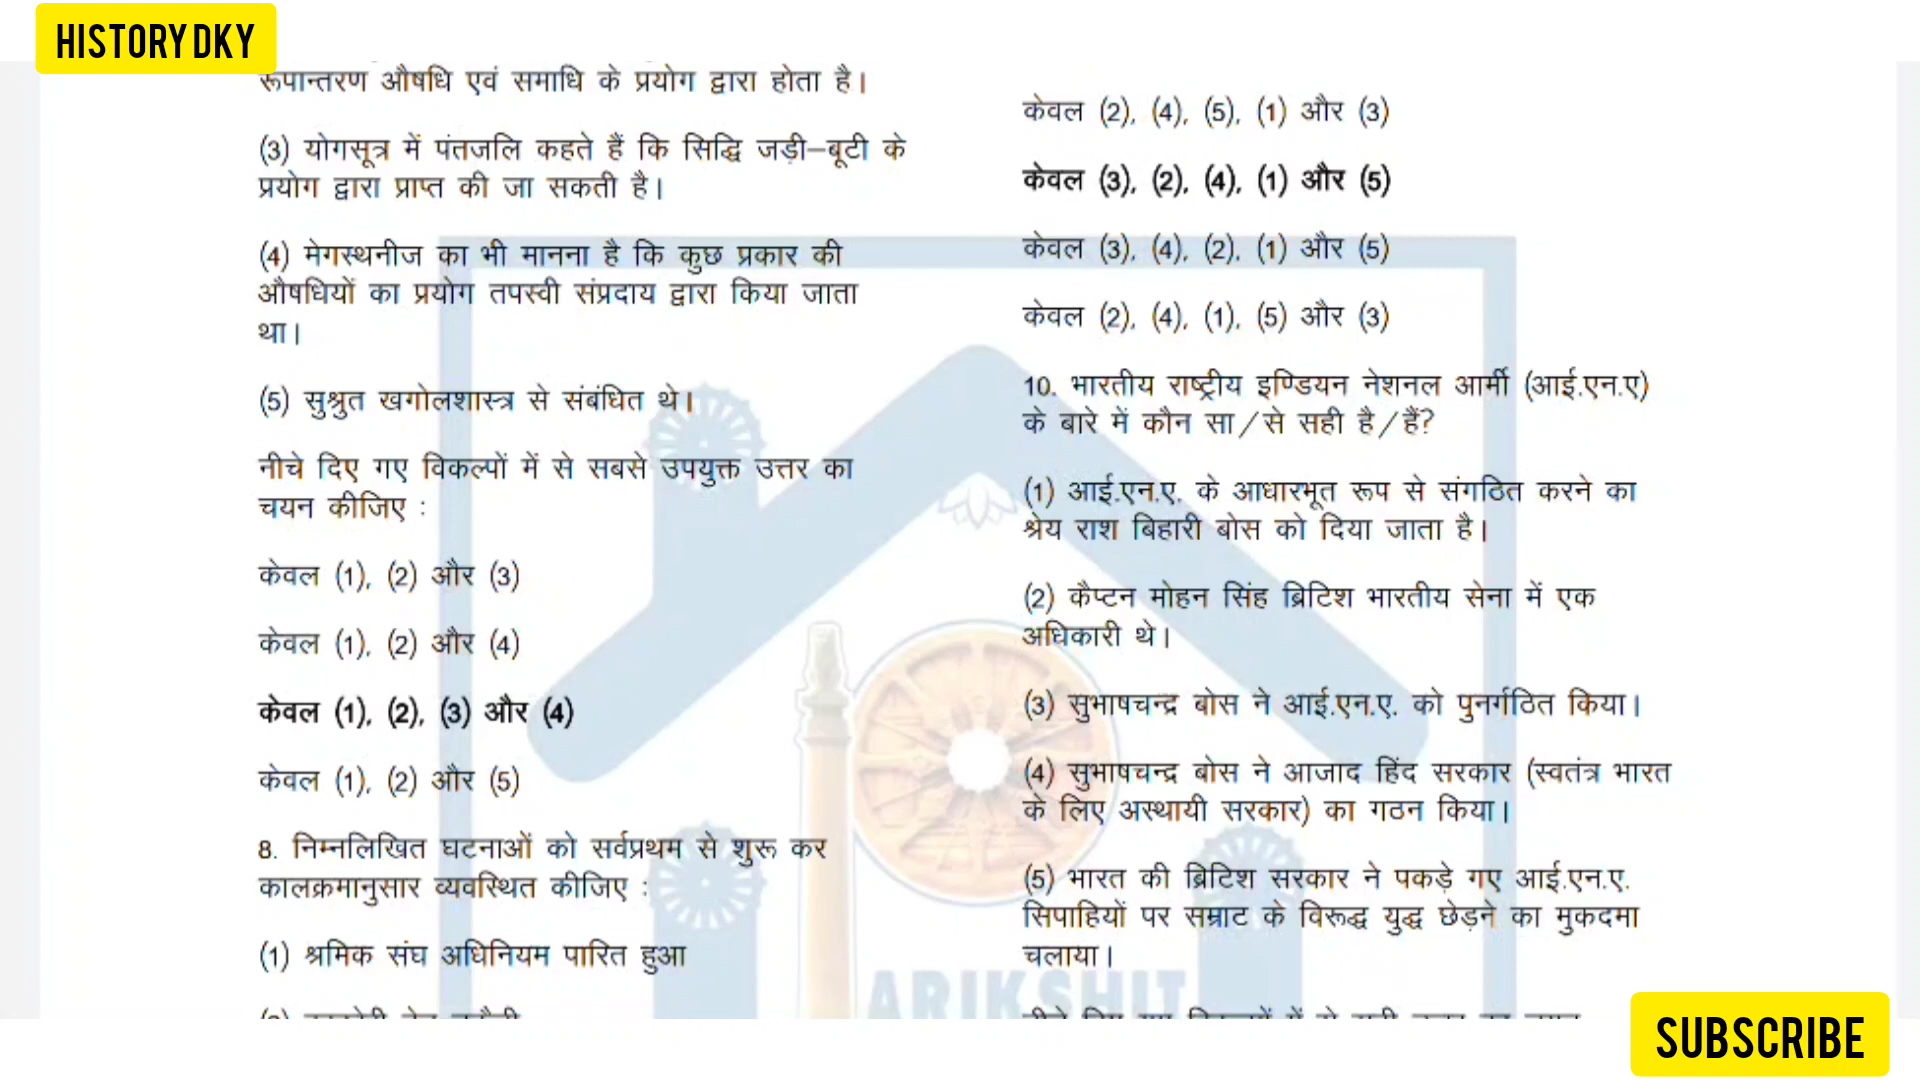 HISTORY DKY
रूपान्तरण औषधि एवं समाधि के प्रयोग द्वारा होता है।
(3) योगसूत्र में पंतजलि कहते हैं कि सिद्धि जड़ी–बूटी के
प्रयोग द्वारा प्राप्त की जा सकती है।
(4) मेगस्थनीज का भी मानना है कि कुछ प्रकार की
औषधियों का प्रयोग तपस्वी संप्रदाय द्वारा किया जाता
था।
(5) सुश्रुत खगोलशास्त्र से संबंधित थे।
नीचे दिए गए विकल्पों में से सबसे उपयुक्त उत्तर का
चयन कीजिए :
केवल (1), (2) और (3)
केवल (1), (2) और (4)
केवल (1), (2), (3) और (4)
केवल (1), (2) और (5)
8. निम्नलिखित घटनाओं को सर्वप्रथम से शुरू कर
कालक्रमानुसार व्यवस्थित कीजिए :
(1) श्रमिक संघ अधिनियम पारित हुआ
केवल (2), (4), (5), (1) और (3)
केवल (3), (2), (4), (1) और (5)
केवल (3), (4), (2), (1) और (5)
केवल (2), (4), (1), (5) और (3)
10. भारतीय राष्ट्रीय इण्डियन नेशनल आर्मी (आई.एन.ए)
के बारे में कौन सा/से सही है/हैं?
(1) आई.एन.ए. के आधारभूत रूप से संगठित करने का
श्रेय राश बिहारी बोस को दिया जाता है।
(2) कैप्टन मोहन सिंह ब्रिटिश भारतीय सेना में एक
अधिकारी थे।
(3) सुभाषचन्द्र बोस ने आई.एन.ए. को पुनर्गठित किया।
(4) सुभाषचन्द्र बोस ने आजाद हिंद सरकार (स्वतंत्र भारत
के लिए अस्थायी सरकार) का गठन किया।
(5) भारत की ब्रिटिश सरकार ने पकड़े गए आई.एन.ए.
सिपाहियों पर सम्राट के विरूद्ध युद्ध छेड़ने का मुकदमा
चलाया।
ARIKSHIT
SUBSCRIBE